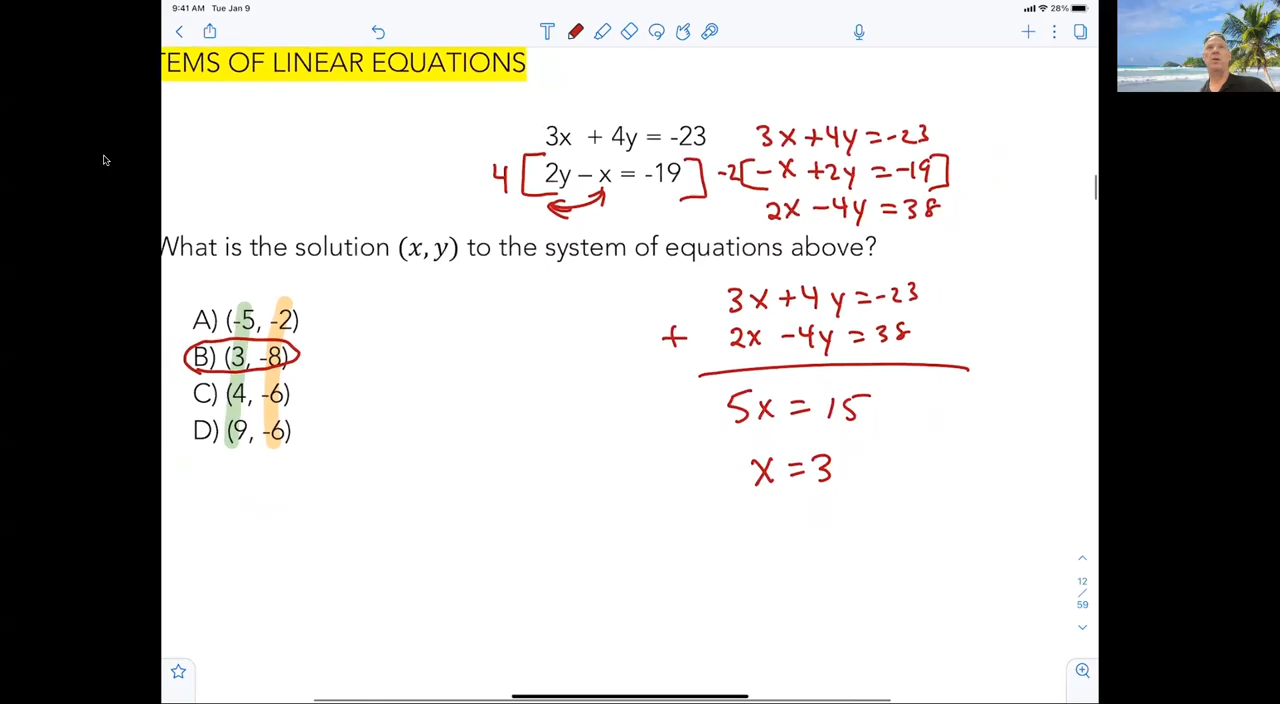 9:41 AM Tue Jan 9
28%
TEMS OF LINEAR EQUATIONS
3x + 4y = -23
3x + 4y = -23
4 [ 2y – x = -19 ]
-2 [ -x + 2y = -19 ]
2x - 4y = 38
What is the solution (x, y) to the system of equations above?
3x + 4y = -23
+ 2x - 4y = 38
A) (-5, -2)
B) (3, -8)
C) (4, -6)
D) (9, -6)
5x = 15
x = 3
12
/
59